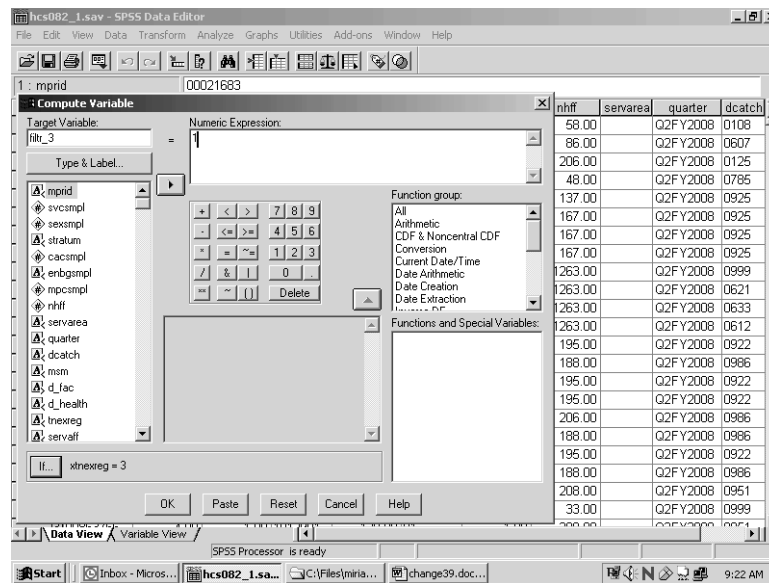 hcs082_1.sav - SPSS Data Editor
File Edit View Data Transform Analyze Graphs Utilities Add-ons Window Help
1 : mprid 00021683
Compute Variable
Target Variable: Numeric Expression:
filtr_3 = 1
Type & Label...
mprid
svcsmpl
sexsmpl
stratum
cacsmpl
enbgsmpl
mpcsmpl
nhff
servarea
quarter
dcatch
msm
d_fac
d_health
tnexreg
servaff
+ < > 7 8 9
- <= >= 4 5 6
* = ~= 1 2 3
/ & | 0 .
** ~ () Delete
Function group:
All
Arithmetic
CDF & Noncentral CDF
Conversion
Current Date/Time
Date Arithmetic
Date Creation
Date Extraction
Functions and Special Variables:
If... xtnexreg = 3
OK Paste Reset Cancel Help
nhff servarea quarter dcatch
58.00 Q2FY2008 0108
86.00 Q2FY2008 0607
206.00 Q2FY2008 0125
48.00 Q2FY2008 0785
137.00 Q2FY2008 0925
167.00 Q2FY2008 0925
167.00 Q2FY2008 0925
167.00 Q2FY2008 0925
1263.00 Q2FY2008 0999
1263.00 Q2FY2008 0621
1263.00 Q2FY2008 0633
1263.00 Q2FY2008 0612
195.00 Q2FY2008 0922
188.00 Q2FY2008 0986
195.00 Q2FY2008 0922
195.00 Q2FY2008 0922
206.00 Q2FY2008 0986
188.00 Q2FY2008 0986
195.00 Q2FY2008 0922
188.00 Q2FY2008 0986
208.00 Q2FY2008 0951
33.00 Q2FY2008 0999
Data View Variable View
SPSS Processor is ready
Start Inbox - Micros... hcs082_1.sa... C:\Files\miria... change39.doc... N 9:22 AM